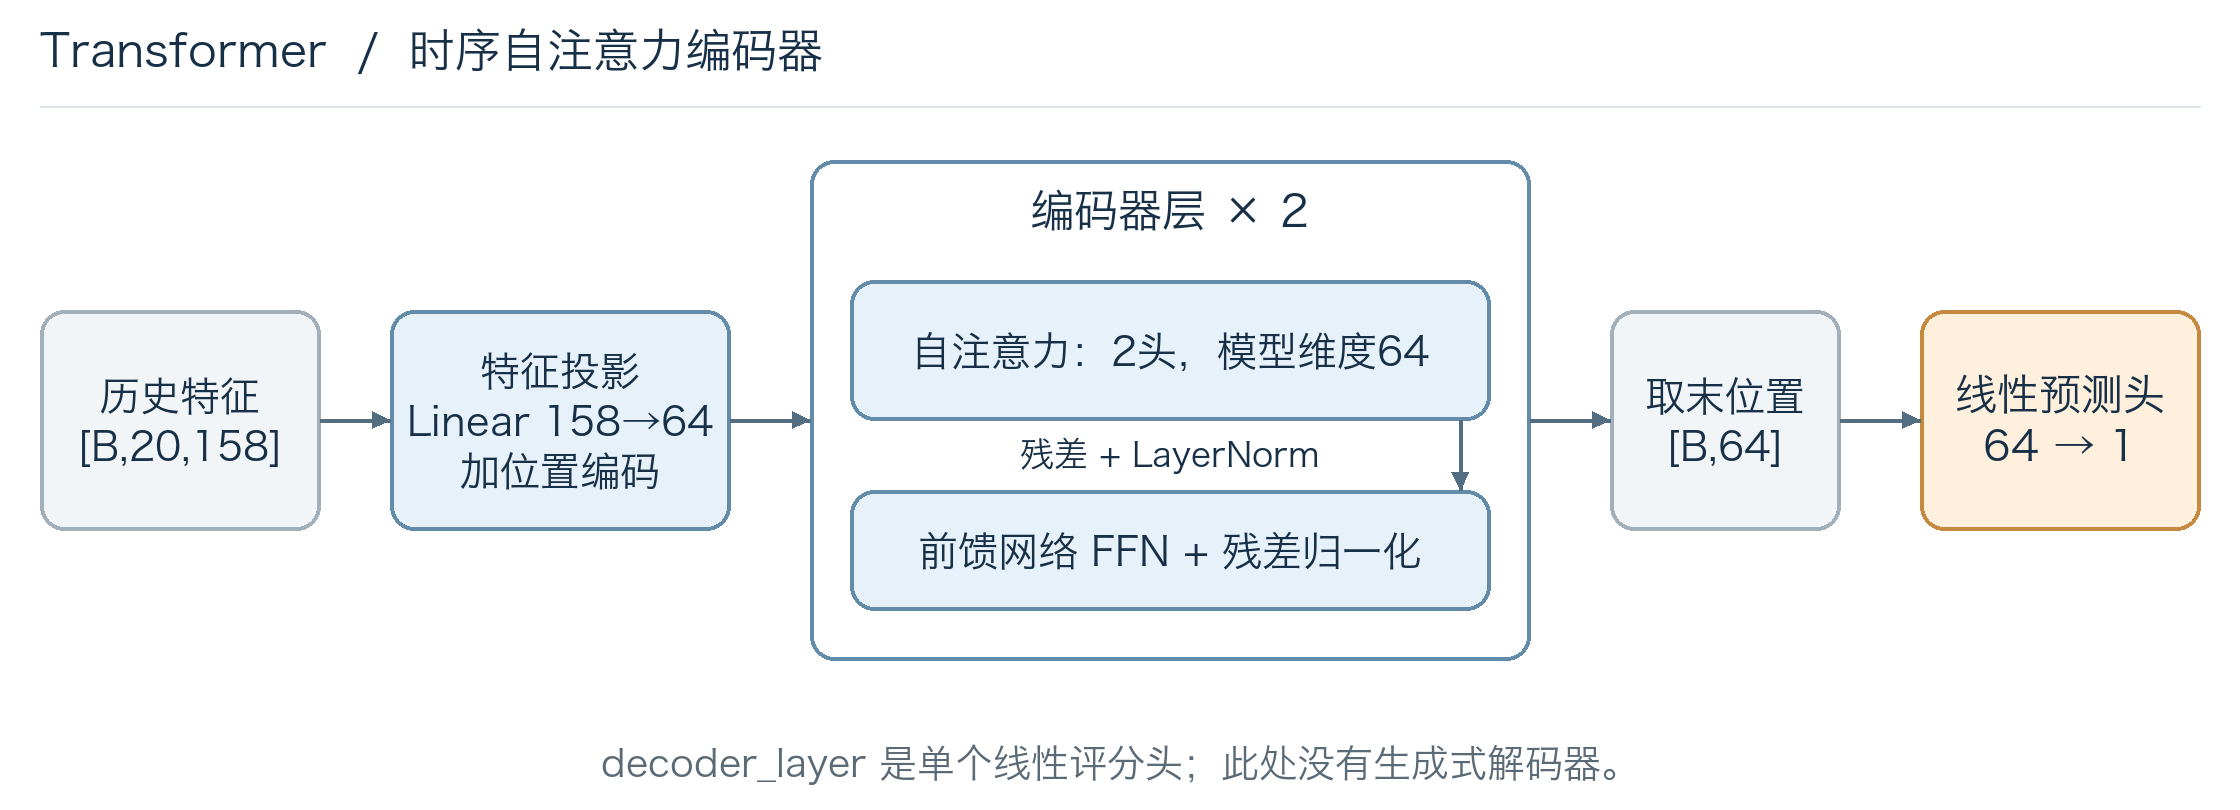 Transformer / 时序自注意力编码器
历史特征
[B,20,158]
特征投影
Linear 158→64
加位置编码
编码器层 × 2
自注意力：2头，模型维度64
残差 + LayerNorm
前馈网络 FFN + 残差归一化
取末位置
[B,64]
线性预测头
64 → 1
decoder_layer 是单个线性评分头；此处没有生成式解码器。